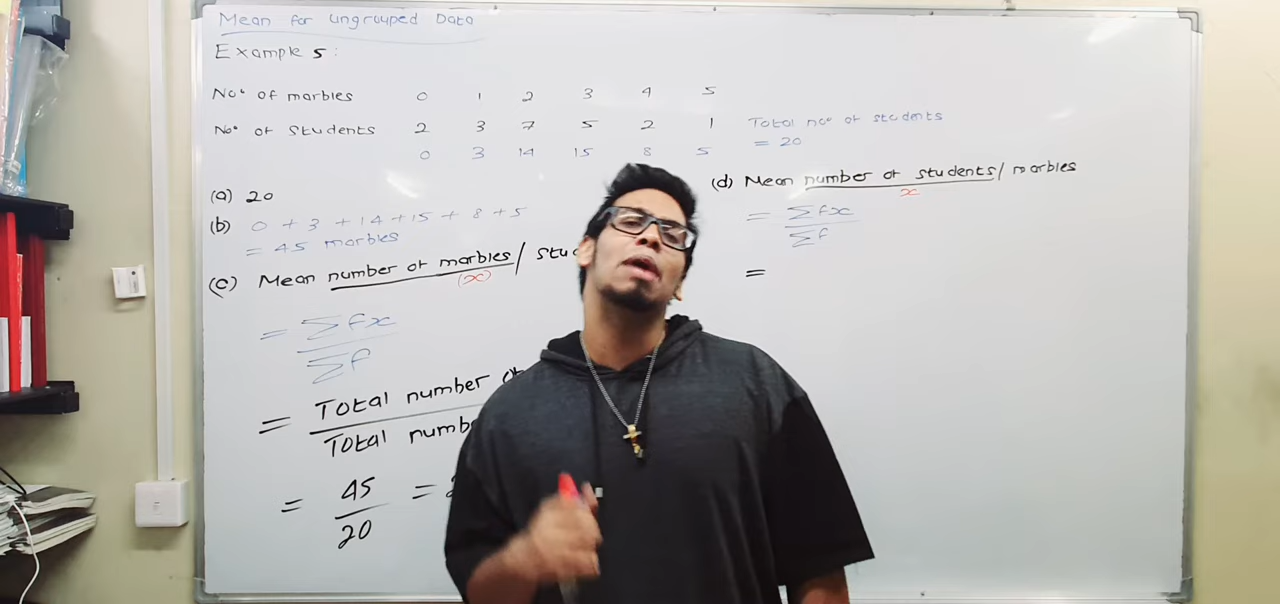 Mean for ungrouped Data
Example 5:
No° of marbles 0 1 2 3 4 5
No° of Students 2 3 7 5 2 1
0 3 14 15 8 5
Total no° of students
= 20
(a) 20
(b) 0 + 3 + 14 + 15 + 8 + 5
= 45 marbles
(c) Mean number of marbles /
(x)
= Σfx
Σf
= Total number
Total
= 45 =
20
(d) Mean number of students / marbles
x
= Σfx
Σf
=